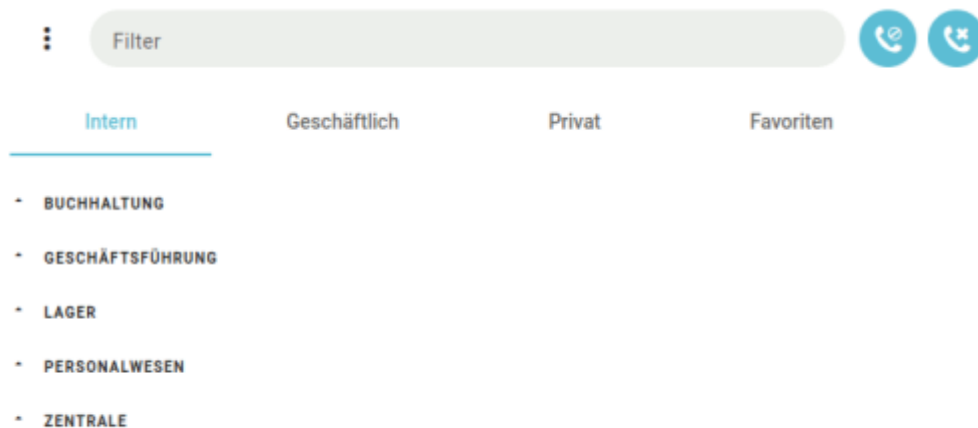 Filter
Intern Geschäftlich Privat Favoriten
BUCHHALTUNG
GESCHÄFTSFÜHRUNG
LAGER
PERSONALWESEN
ZENTRALE